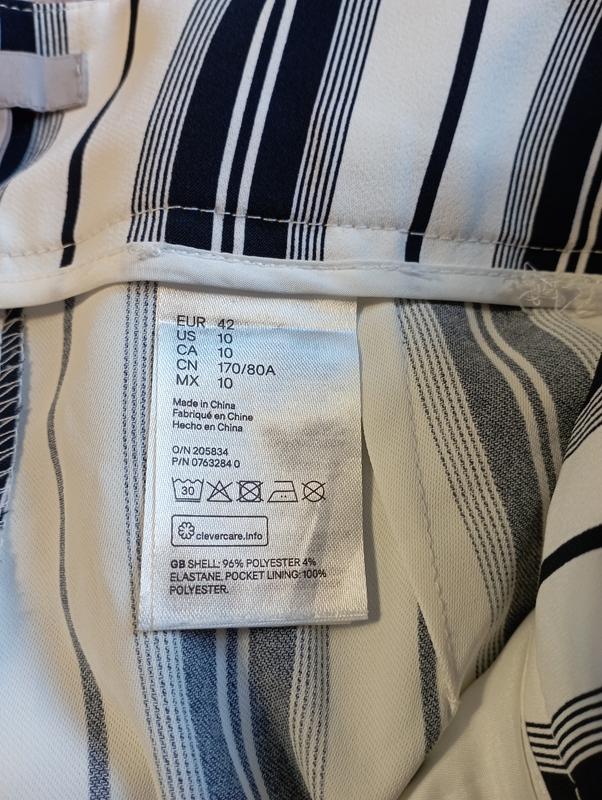 EUR 42
US 10
CA 10
CN 170/80A
MX 10
Made in China
Fabriqué en Chine
Hecho en China
O/N 205834
P/N 0763284 0
30
clevercare.info
GB SHELL: 96% POLYESTER 4%
ELASTANE. POCKET LINING: 100%
POLYESTER.